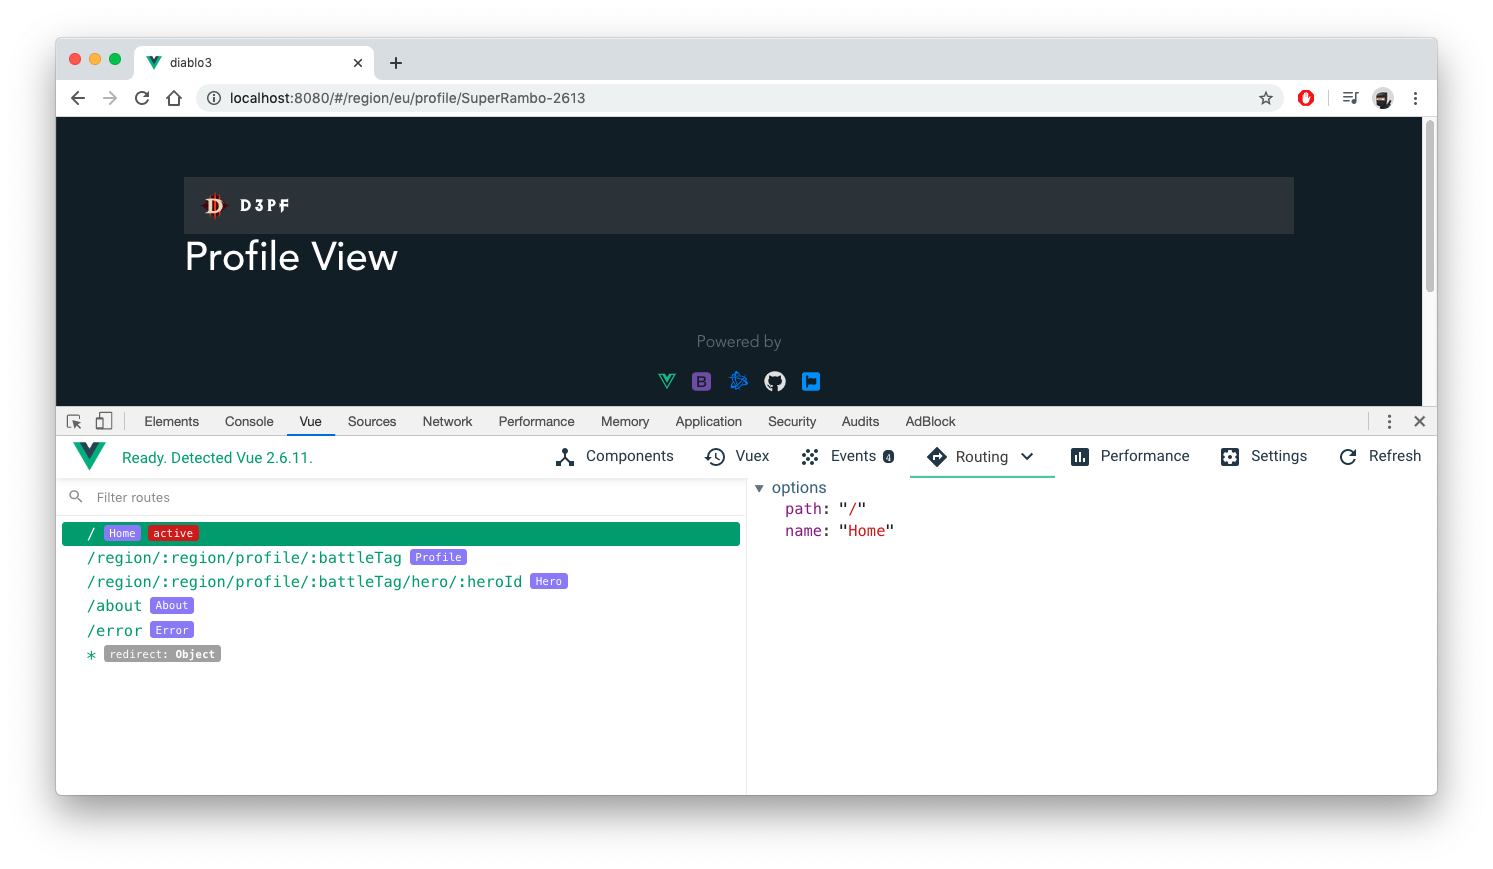 diablo3
localhost:8080/#/region/eu/profile/SuperRambo-2613
D D3PF
Profile View
Powered by
B
Elements Console Vue Sources Network Performance Memory Application Security Audits AdBlock
Ready. Detected Vue 2.6.11.
Components Vuex Events 4 Routing Performance Settings Refresh
Filter routes
/ Home active
/region/:region/profile/:battleTag Profile
/region/:region/profile/:battleTag/hero/:heroId Hero
/about About
/error Error
* redirect: Object
options
path: "/"
name: "Home"